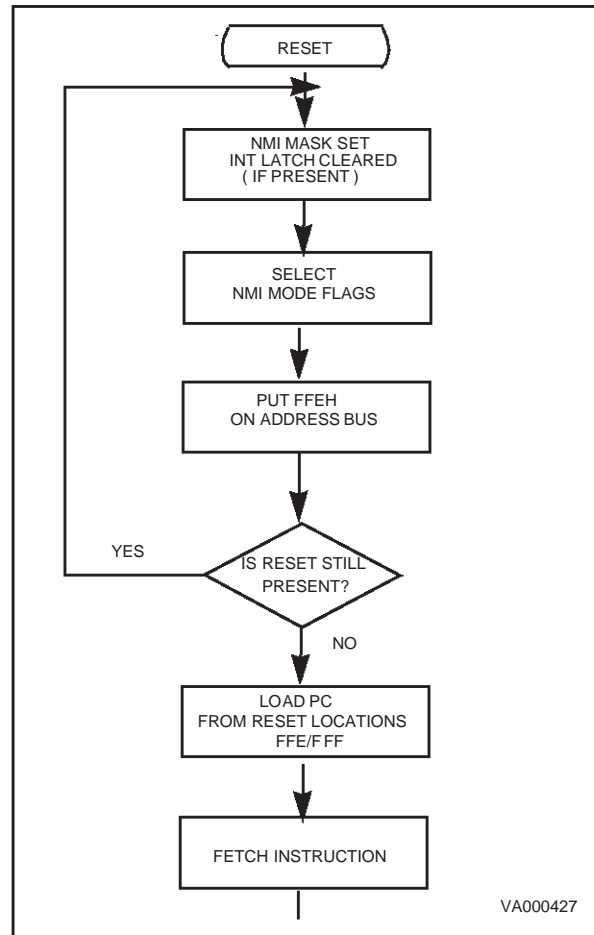 RESET
NMI MASK SET
INT LATCH CLEARED
( IF PRESENT )
SELECT
NMI MODE FLAGS
PUT FFEH
ON ADDRESS BUS
YES
IS RESET STILL
PRESENT?
NO
LOAD PC
FROM RESET LOCATIONS
FFE/FFF
FETCH INSTRUCTION
VA000427